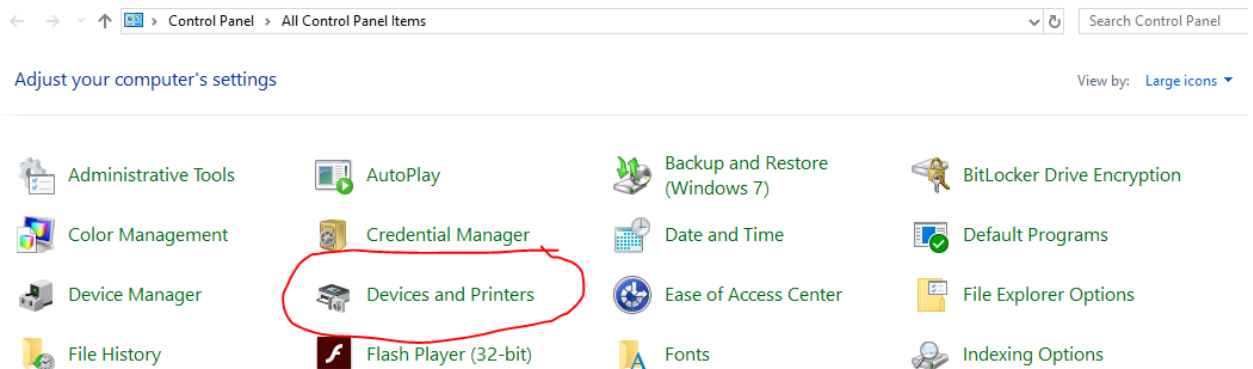 Control Panel > All Control Panel Items
Search Control Panel
Adjust your computer's settings
View by: Large icons
Administrative Tools
AutoPlay
Backup and Restore
(Windows 7)
BitLocker Drive Encryption
Color Management
Credential Manager
Date and Time
Default Programs
Device Manager
Devices and Printers
Ease of Access Center
File Explorer Options
File History
Flash Player (32-bit)
Fonts
Indexing Options